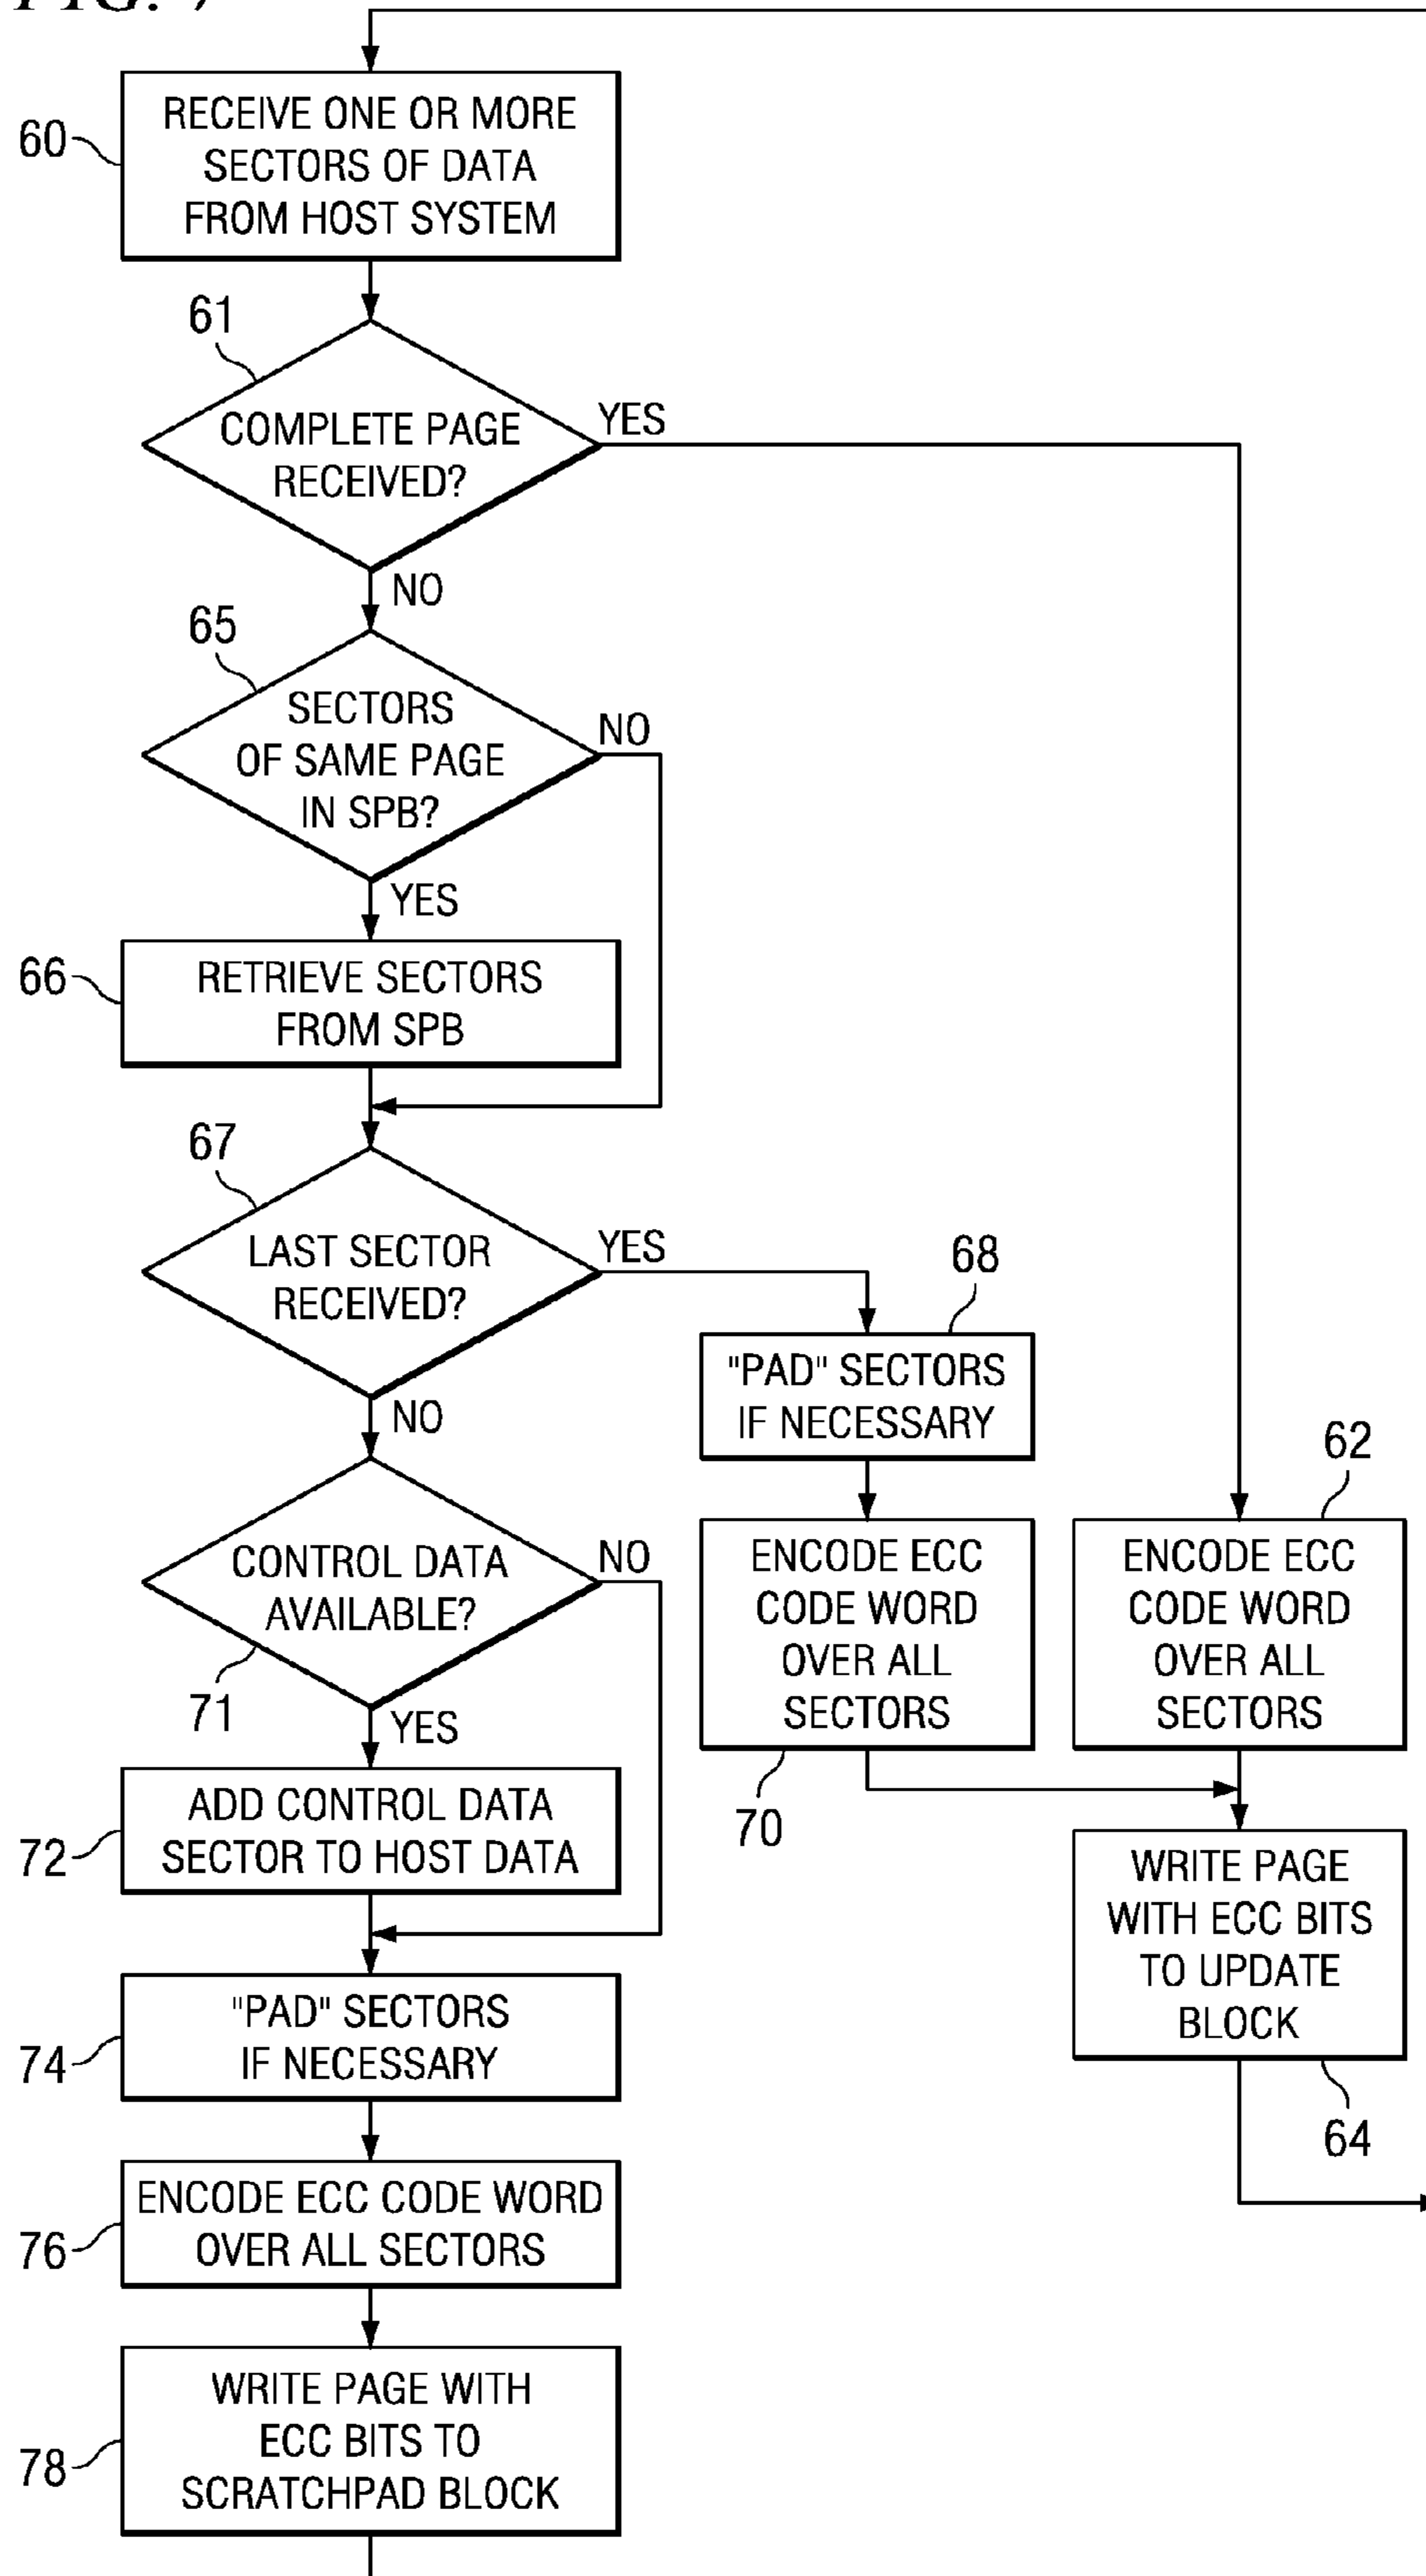 FIG. 7
60
RECEIVE ONE OR MORE
SECTORS OF DATA
FROM HOST SYSTEM
61
COMPLETE PAGE
RECEIVED?
YES
NO
65
SECTORS
OF SAME PAGE
IN SPB?
NO
YES
66
RETRIEVE SECTORS
FROM SPB
67
LAST SECTOR
RECEIVED?
YES
NO
68
"PAD" SECTORS
IF NECESSARY
62
ENCODE ECC
CODE WORD
OVER ALL
SECTORS
70
ENCODE ECC
CODE WORD
OVER ALL
SECTORS
CONTROL DATA
AVAILABLE?
NO
71
YES
72
ADD CONTROL DATA
SECTOR TO HOST DATA
WRITE PAGE
WITH ECC BITS
TO UPDATE
BLOCK
64
74
"PAD" SECTORS
IF NECESSARY
76
ENCODE ECC CODE WORD
OVER ALL SECTORS
78
WRITE PAGE WITH
ECC BITS TO
SCRATCHPAD BLOCK